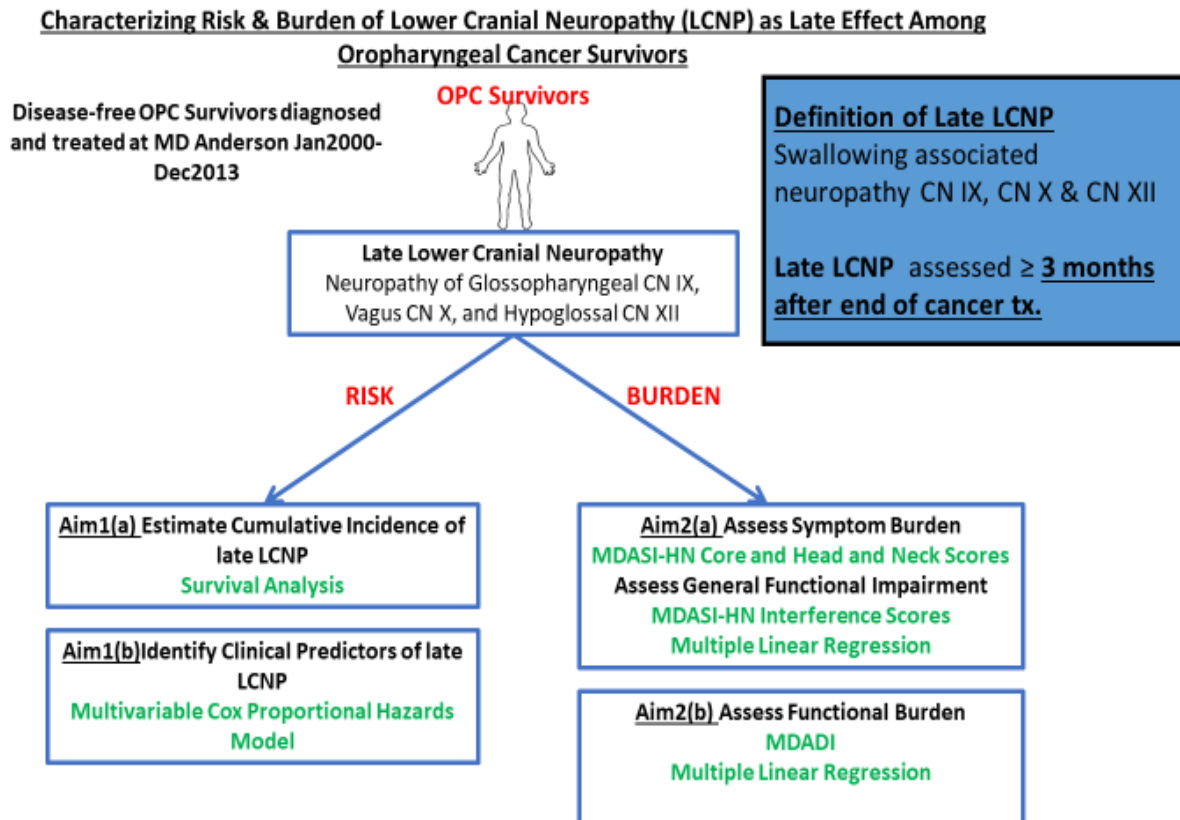 Characterizing Risk & Burden of Lower Cranial Neuropathy (LCNP) as Late Effect Among
Oropharyngeal Cancer Survivors
OPC Survivors
Disease-free OPC Survivors diagnosed
and treated at MD Anderson Jan2000-
Dec2013
Definition of Late LCNP
Swallowing associated
neuropathy CN IX, CN X & CN XII
Late LCNP assessed ≥ 3 months
after end of cancer tx.
Late Lower Cranial Neuropathy
Neuropathy of Glossopharyngeal CN IX,
Vagus CN X, and Hypoglossal CN XII
RISK
BURDEN
Aim1(a) Estimate Cumulative Incidence of
late LCNP
Survival Analysis
Aim1(b)Identify Clinical Predictors of late
LCNP
Multivariable Cox Proportional Hazards
Model
Aim2(a) Assess Symptom Burden
MDASI-HN Core and Head and Neck Scores
Assess General Functional Impairment
MDASI-HN Interference Scores
Multiple Linear Regression
Aim2(b) Assess Functional Burden
MDADI
Multiple Linear Regression